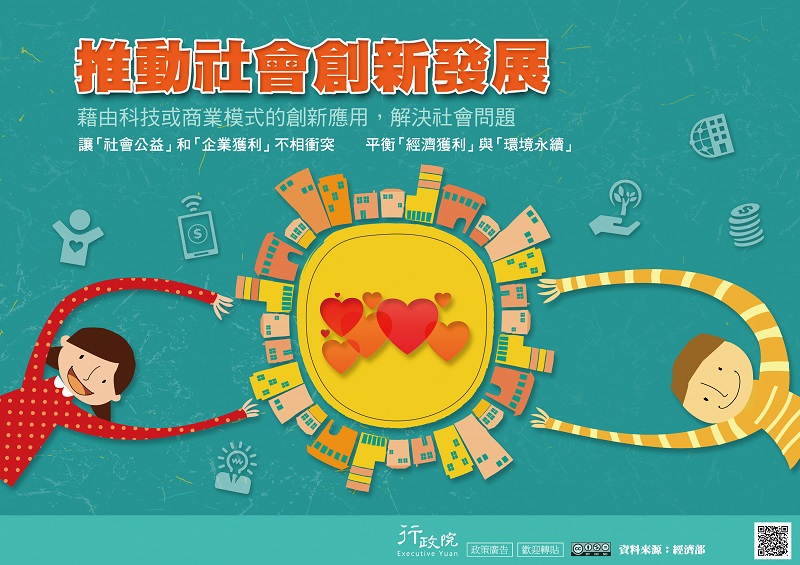 推動社會創新發展
藉由科技或商業模式的創新應用，解決社會問題
讓「社會公益」和「企業獲利」不相衝突　　平衡「經濟獲利」與「環境永續」
行政院
Executive Yuan
政策廣告 歡迎轉貼 資料來源：經濟部